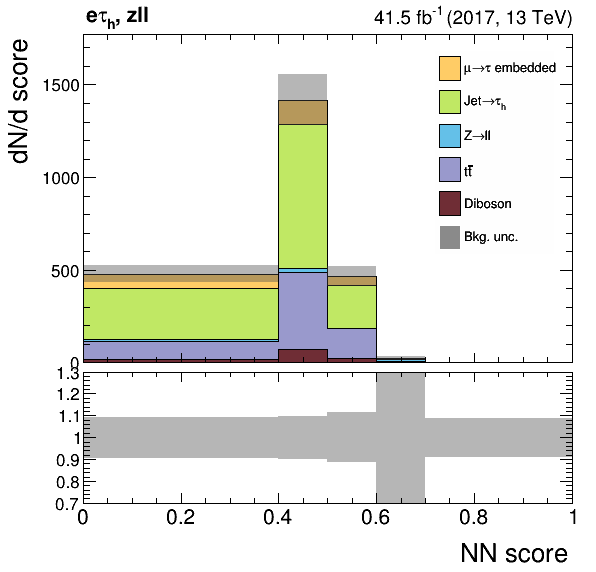 eτh, zll
41.5 fb-1 (2017, 13 TeV)
dN/d score
1500
1000
500
0
μ→τ embedded
Jet→τh
Z→ll
tt̅
Diboson
Bkg. unc.
1.3
1.2
1.1
1
0.9
0.8
0.7
0 0.2 0.4 0.6 0.8 1
NN score